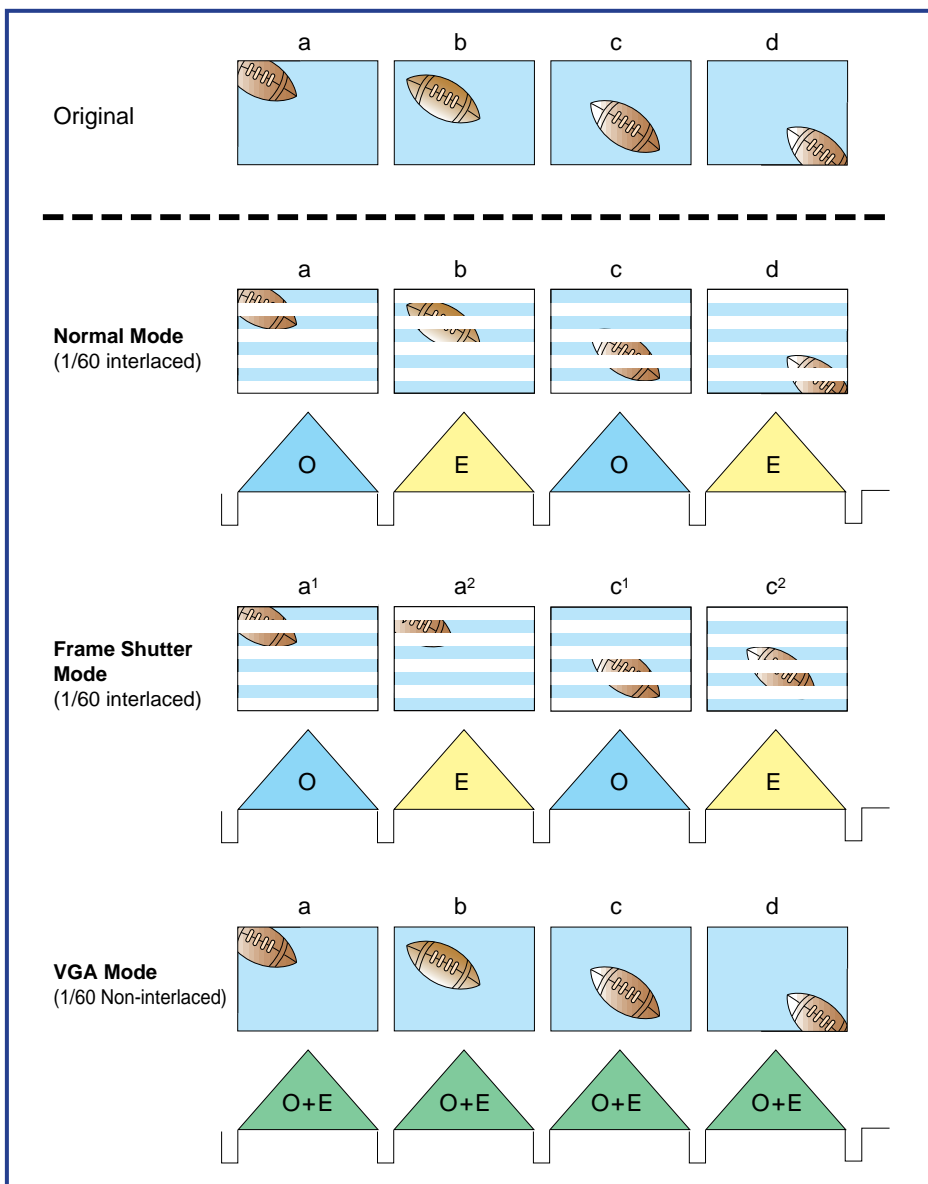 a b c d
Original
a b c d
Normal Mode
(1/60 interlaced)
O E O E
a¹ a² c¹ c²
Frame Shutter
Mode
(1/60 interlaced)
O E O E
a b c d
VGA Mode
(1/60 Non-interlaced)
O+E O+E O+E O+E